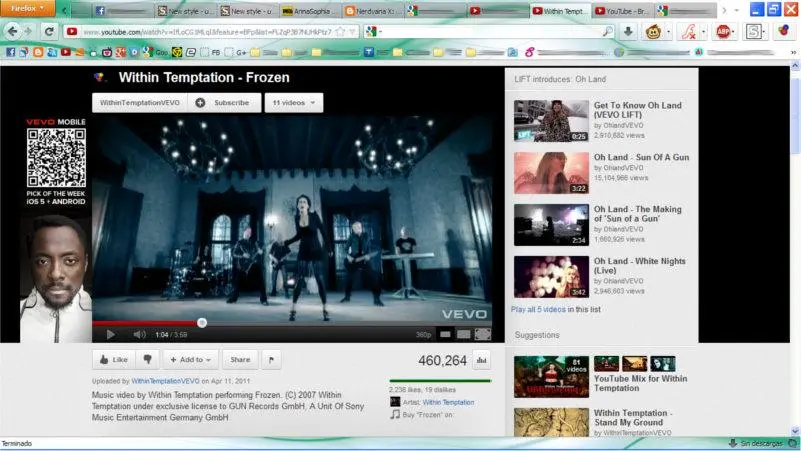 Firefox
New style - u...
New style - u...
ArinaSophia ...
Nerdvania X: ...
Within Tempt...
YouTube - Br...
www.youtube.com
Within Temptation - Frozen
WithinTemptationVEVO
Subscribe
11 videos
VEVO MOBILE
PICK OF THE WEEK
iOS 5 + ANDROID
VEVO
1:04 / 3:59
360p
Like
Add to
Share
460,264
Uploaded by WithinTemptationVEVO on Apr 11, 2011
2,236 likes, 19 dislikes
Music video by Within Temptation performing Frozen. (C) 2007 Within
Temptation under exclusive license to GUN Records GmbH, A Unit Of Sony
Music Entertainment Germany GmbH
Artist: Within Temptation
Buy "Frozen" on:
LIFT introduces: Oh Land
Get To Know Oh Land
(VEVO LIFT)
by OhlandVEVO
2,910,682 views
0:25
Oh Land - Sun Of A Gun
by OhlandVEVO
15,104,966 views
3:22
Oh Land - The Making
of 'Sun of a Gun'
by OhlandVEVO
1,660,926 views
2:34
Oh Land - White Nights
(Live)
by OhlandVEVO
2,946,603 views
3:42
Play all 5 videos in this list
Suggestions
81
videos
YouTube Mix for Within
Temptation
Within Temptation -
Stand My Ground
by WithinTemptationVEVO
Terminado
Sin descargas